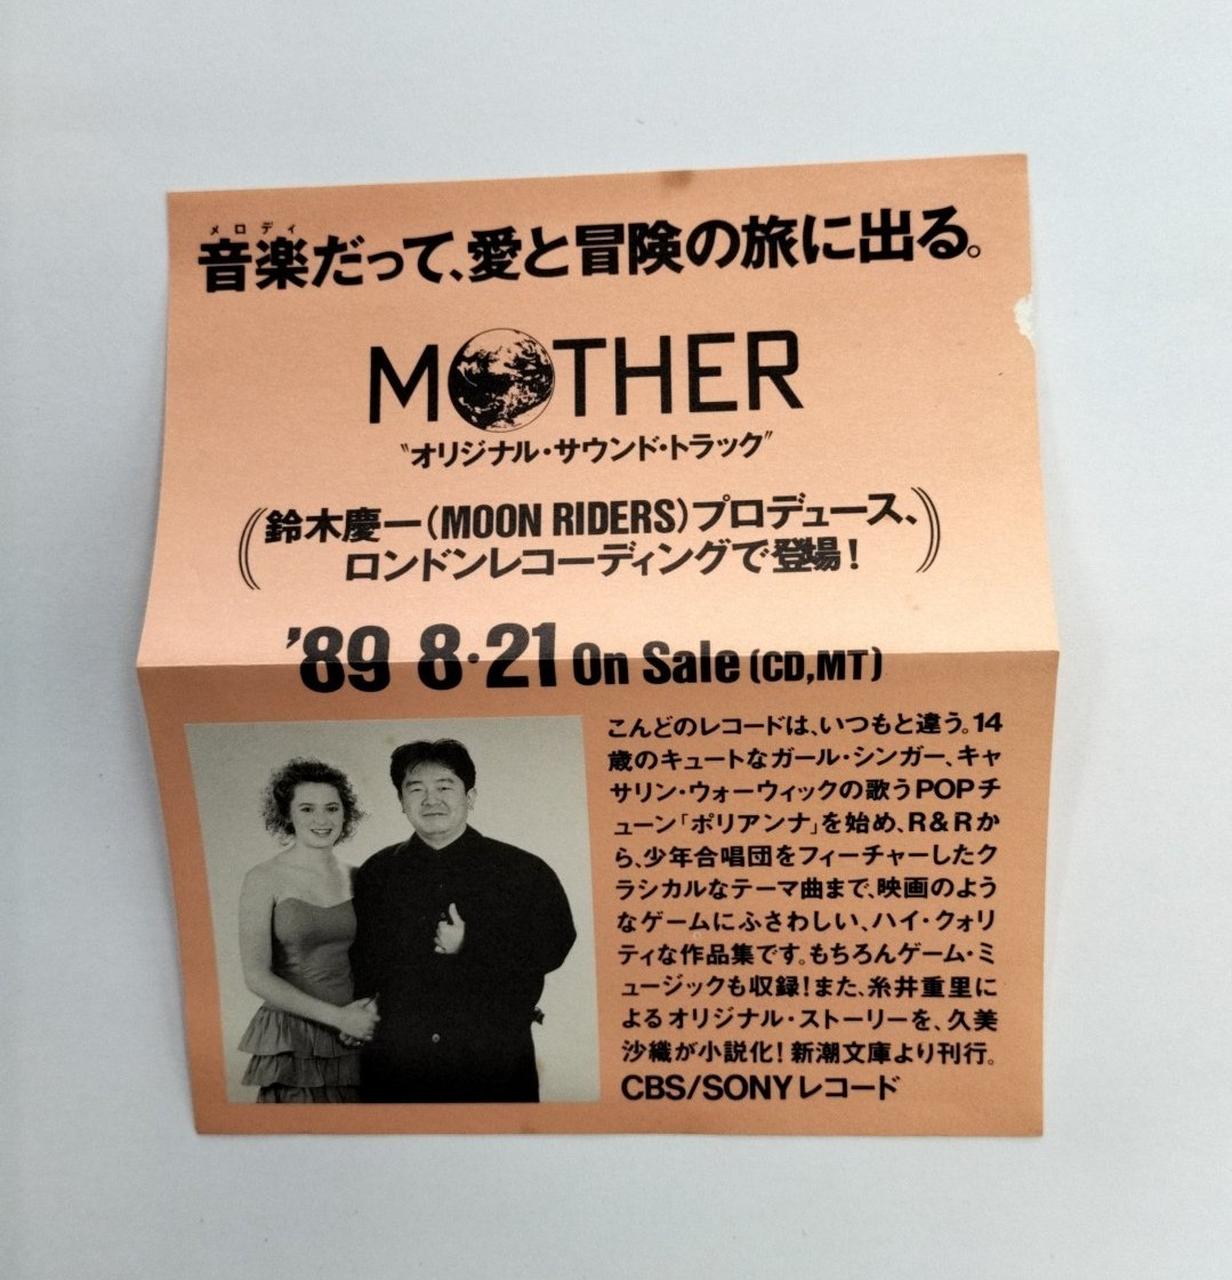 メロディ
音楽だって、愛と冒険の旅に出る。
MOTHER
"オリジナル・サウンド・トラック"
鈴木慶一(MOON RIDERS)プロデュース、
ロンドンレコーディングで登場!
'89 8・21 On Sale (CD,MT)
こんどのレコードは、いつもと違う。14
歳のキュートなガール・シンガー、キャ
サリン・ウォーウィックの歌うPOPチ
ューン「ポリアンナ」を始め、R&Rか
ら、少年合唱団をフィーチャーしたク
ラシカルなテーマ曲まで、映画のよう
なゲームにふさわしい、ハイ・クォリ
ティな作品集です。もちろんゲーム・ミ
ュージックも収録!また、糸井重里に
よるオリジナル・ストーリーを、久美
沙織が小説化!新潮文庫より刊行。
CBS/SONYレコード